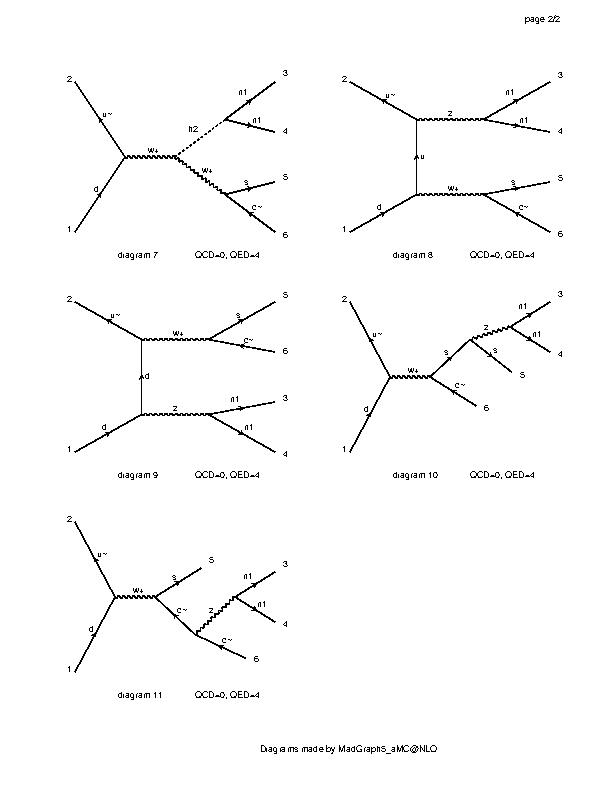 page 2/2
2
3
n1
u~
h2
n1
4
w+
w+
5
d
s
c~
1
6
diagram 7 QCD=0, QED=4
2
3
u~
n1
z
n1
4
u
5
s
w+
d
c~
1
6
diagram 8 QCD=0, QED=4
2
5
u~
s
w+
c~
6
d
3
n1
z
d
n1
1
4
diagram 9 QCD=0, QED=4
2
3
n1
z
u~
n1
s
s
4
w+
5
c~
d
6
1
diagram 10 QCD=0, QED=4
2
5
3
u~
s
n1
w+
z
n1
c~
4
d
c~
6
1
diagram 11 QCD=0, QED=4
Diagrams made by MadGraph5_aMC@NLO